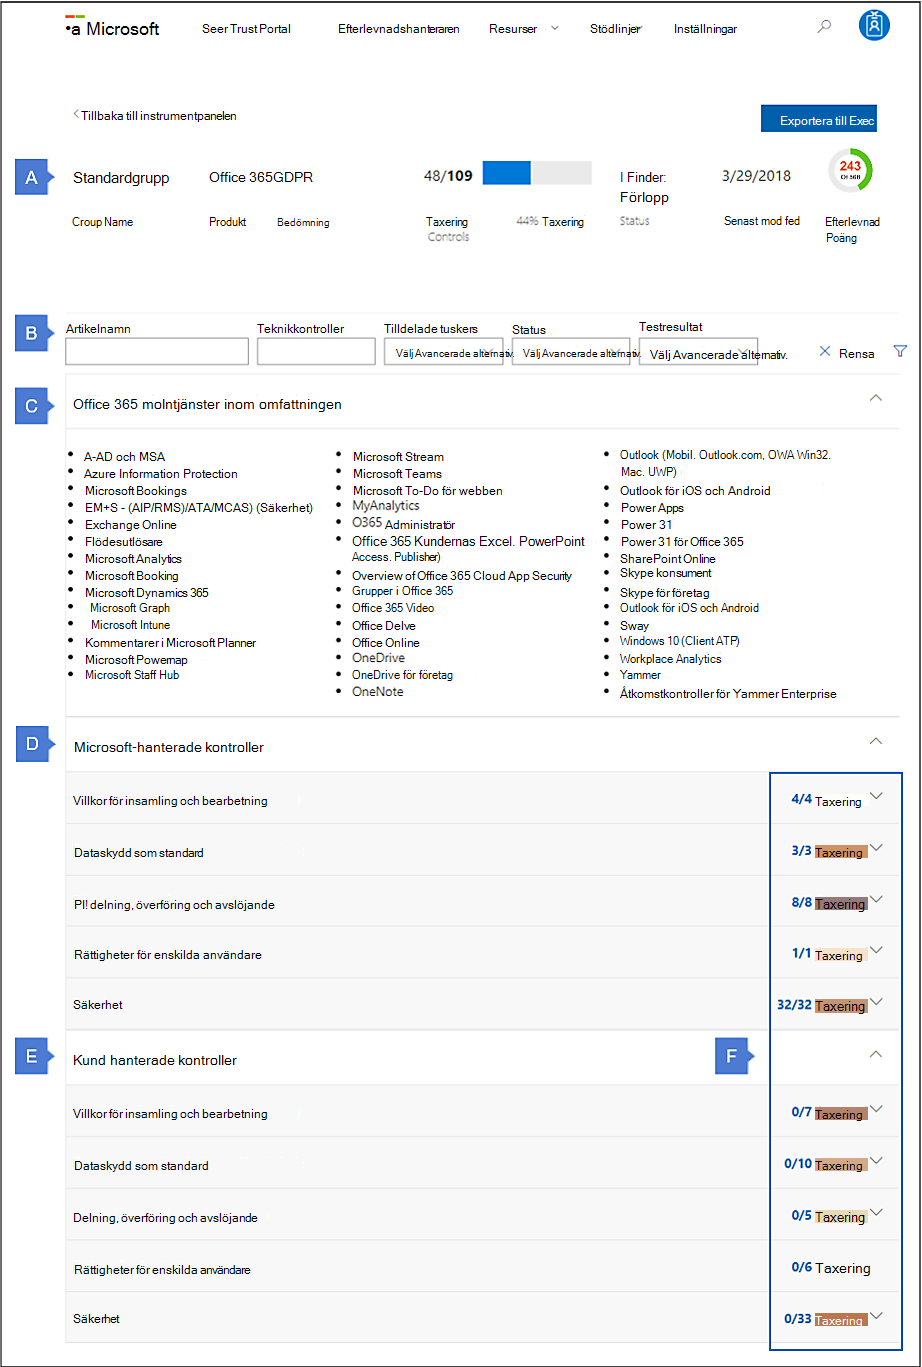 •a Microsoft Seer Trust Portal Efterlevnadshanteraren Resurser Stödlinjer Inställningar
<Tillbaka till instrumentpanelen Exportera till Exec
A Standardgrupp Office 365GDPR 48/109 I Finder: Förlopp 3/29/2018 243
Of 568
Croup Name Produkt Bedömning Taxering Controls 44% Taxering Status Senast mod fed Efterlevnad Poäng
B Artikelnamn Teknikkontroller Tilldelade tuskers Status Testresultat
Välj Avancerade alternativ. Välj Avancerade alternativ. Välj Avancerade alternativ. Rensa
C Office 365 molntjänster inom omfattningen
• A-AD och MSA
• Azure Information Protection
• Microsoft Bookings
• EM+S - (AIP/RMS)/ATA/MCAS) (Säkerhet)
• Exchange Online
• Flödesutlösare
• Microsoft Analytics
• Microsoft Booking
• Microsoft Dynamics 365
• Microsoft Graph
• Microsoft Intune
• Kommentarer i Microsoft Planner
• Microsoft Powemap
• Microsoft Staff Hub
• Microsoft Stream
• Microsoft Teams
• Microsoft To-Do för webben
• MyAnalytics
• O365 Administratör
• Office 365 Kundernas Excel. PowerPoint
Access. Publisher)
• Overview of Office 365 Cloud App Security
• Grupper i Office 365
• Office 365 Video
• Office Delve
• Office Online
• OneDrive
• OneDrive för företag
• OneNote
• Outlook (Mobil. Outlook.com, OWA Win32.
Mac. UWP)
• Outlook för iOS och Android
• Power Apps
• Power 31
• Power 31 för Office 365
• SharePoint Online
• Skype konsument
• Skype för företag
• Outlook för iOS och Android
• Sway
• Windows 10 (Client ATP)
• Workplace Analytics
• Yammer
• Åtkomstkontroller för Yammer Enterprise
D Microsoft-hanterade kontroller
Villkor för insamling och bearbetning 4/4 Taxering
Dataskydd som standard 3/3 Taxering
PI! delning, överföring och avslöjande 8/8 Taxering
Rättigheter för enskilda användare 1/1 Taxering
Säkerhet 32/32 Taxering
E Kund hanterade kontroller F
Villkor för insamling och bearbetning 0/7 Taxering
Dataskydd som standard 0/10 Taxering
Delning, överföring och avslöjande 0/5 Taxering
Rättigheter för enskilda användare 0/6 Taxering
Säkerhet 0/33 Taxering